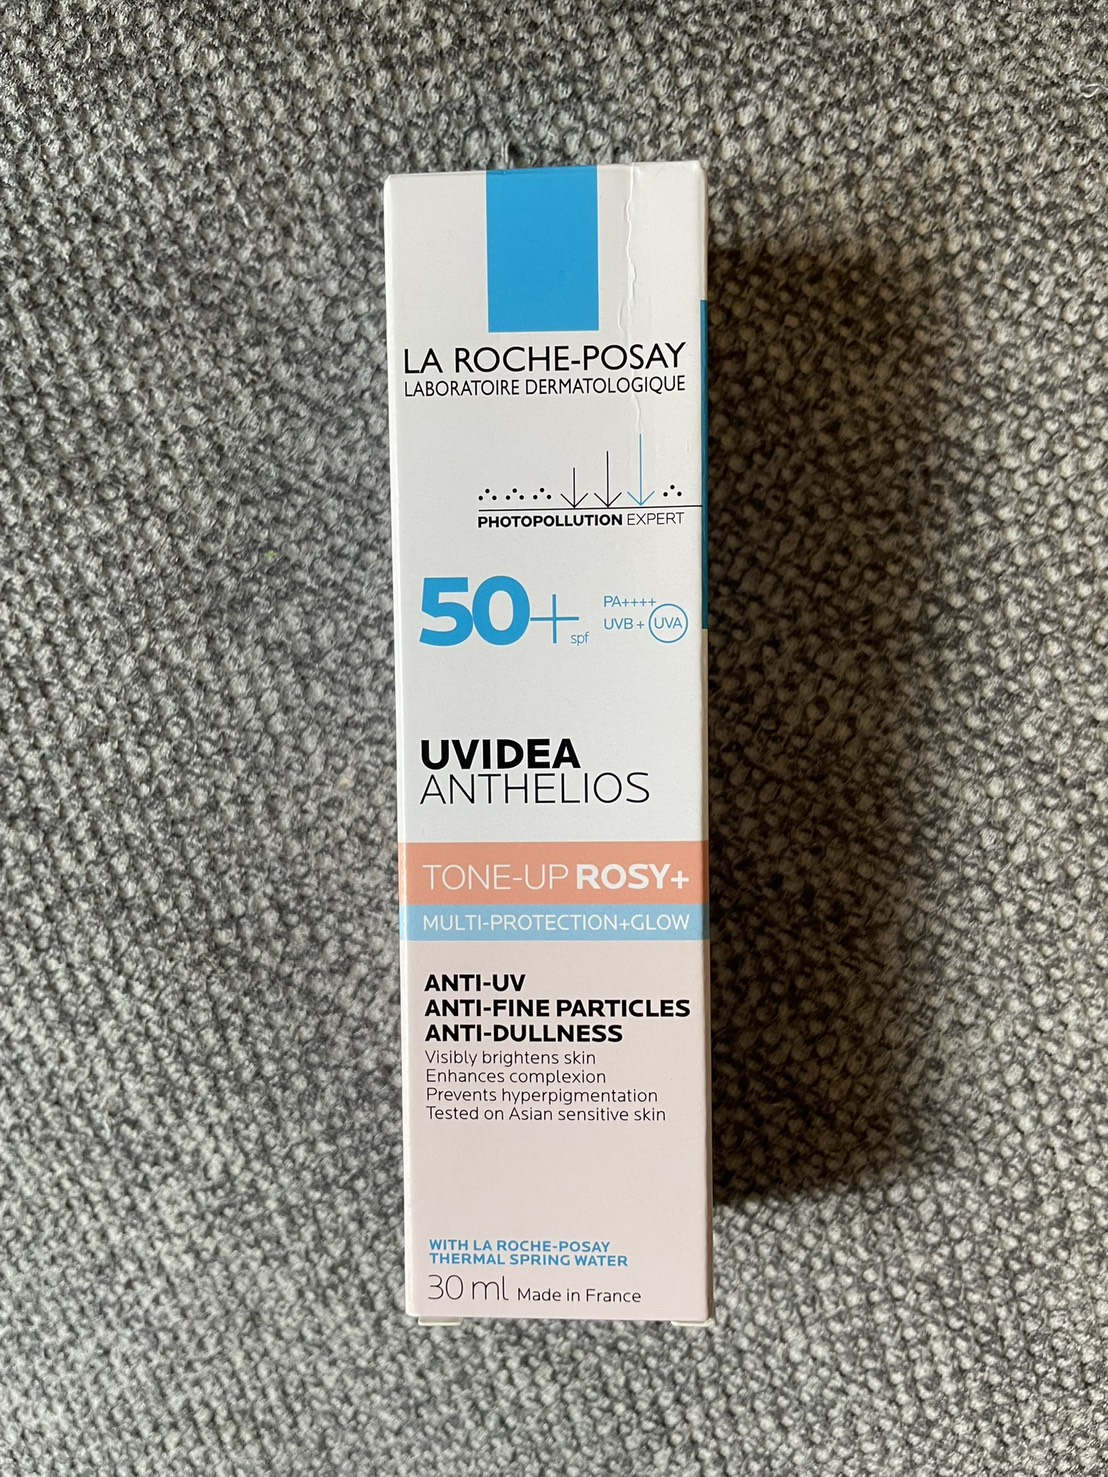 LA ROCHE-POSAY
LABORATOIRE DERMATOLOGIQUE
PHOTOPOLLUTION EXPERT
50+ spf
PA++++
UVB + UVA
UVIDEA
ANTHELIOS
TONE-UP ROSY+
MULTI-PROTECTION+GLOW
ANTI-UV
ANTI-FINE PARTICLES
ANTI-DULLNESS
Visibly brightens skin
Enhances complexion
Prevents hyperpigmentation
Tested on Asian sensitive skin
WITH LA ROCHE-POSAY
THERMAL SPRING WATER
30 ml Made in France